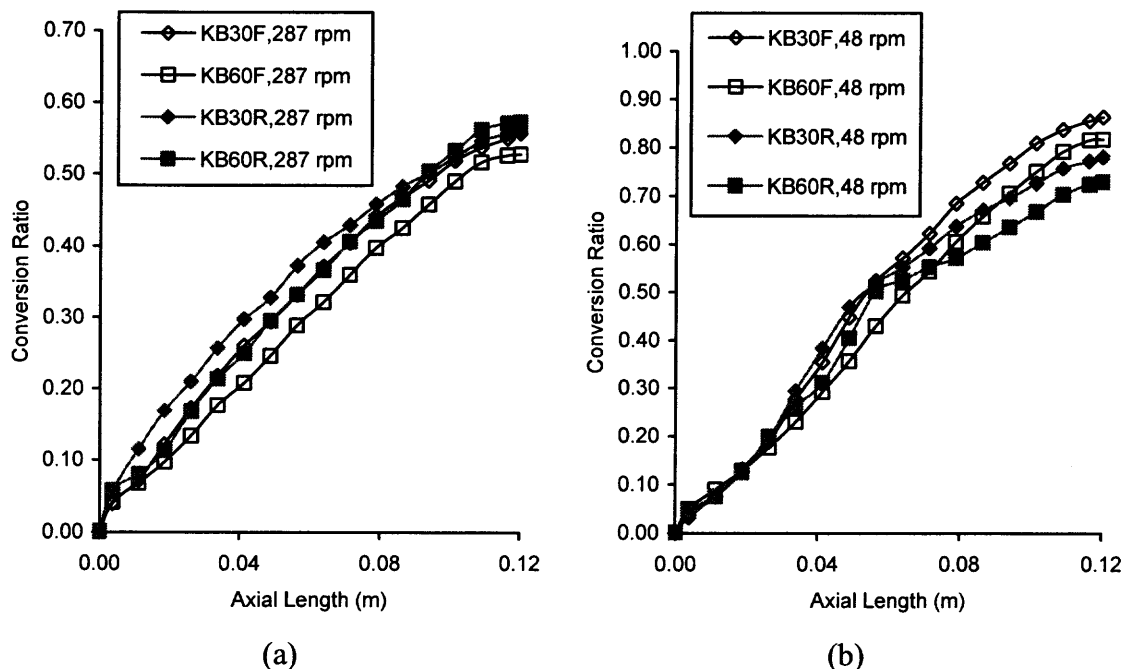 0.70
0.60
0.50
0.40
0.30
0.20
0.10
0.00
Conversion Ratio
KB30F,287 rpm
KB60F,287 rpm
KB30R,287 rpm
KB60R,287 rpm
0.00 0.04 0.08 0.12
Axial Length (m)
(a)
1.00
0.90
0.80
0.70
0.60
0.50
0.40
0.30
0.20
0.10
0.00
Conversion Ratio
KB30F,48 rpm
KB60F,48 rpm
KB30R,48 rpm
KB60R,48 rpm
0.00 0.04 0.08 0.12
Axial Length (m)
(b)